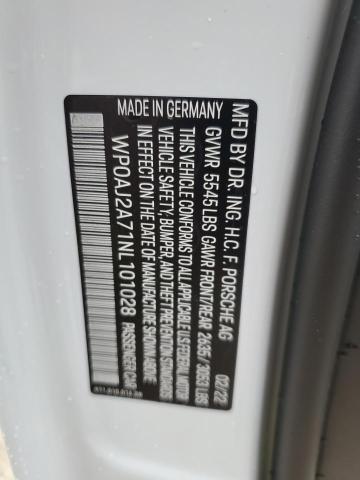 MFD BY DR. ING. H.C. F. PORSCHE AG
GVWR 5545 LBS GAWR FRONT/REAR 2635/3053 LBS
02/22
THIS VEHICLE CONFORMS TO ALL APPLICABLE U.S. FEDERAL MOTOR
VEHICLE SAFETY, BUMPER, AND THEFT PREVENTION STANDARDS
IN EFFECT ON THE DATE OF MANUFACTURE SHOWN ABOVE
MADE IN GERMANY
WP0AJ2A71NL101028
PASSENGER CAR